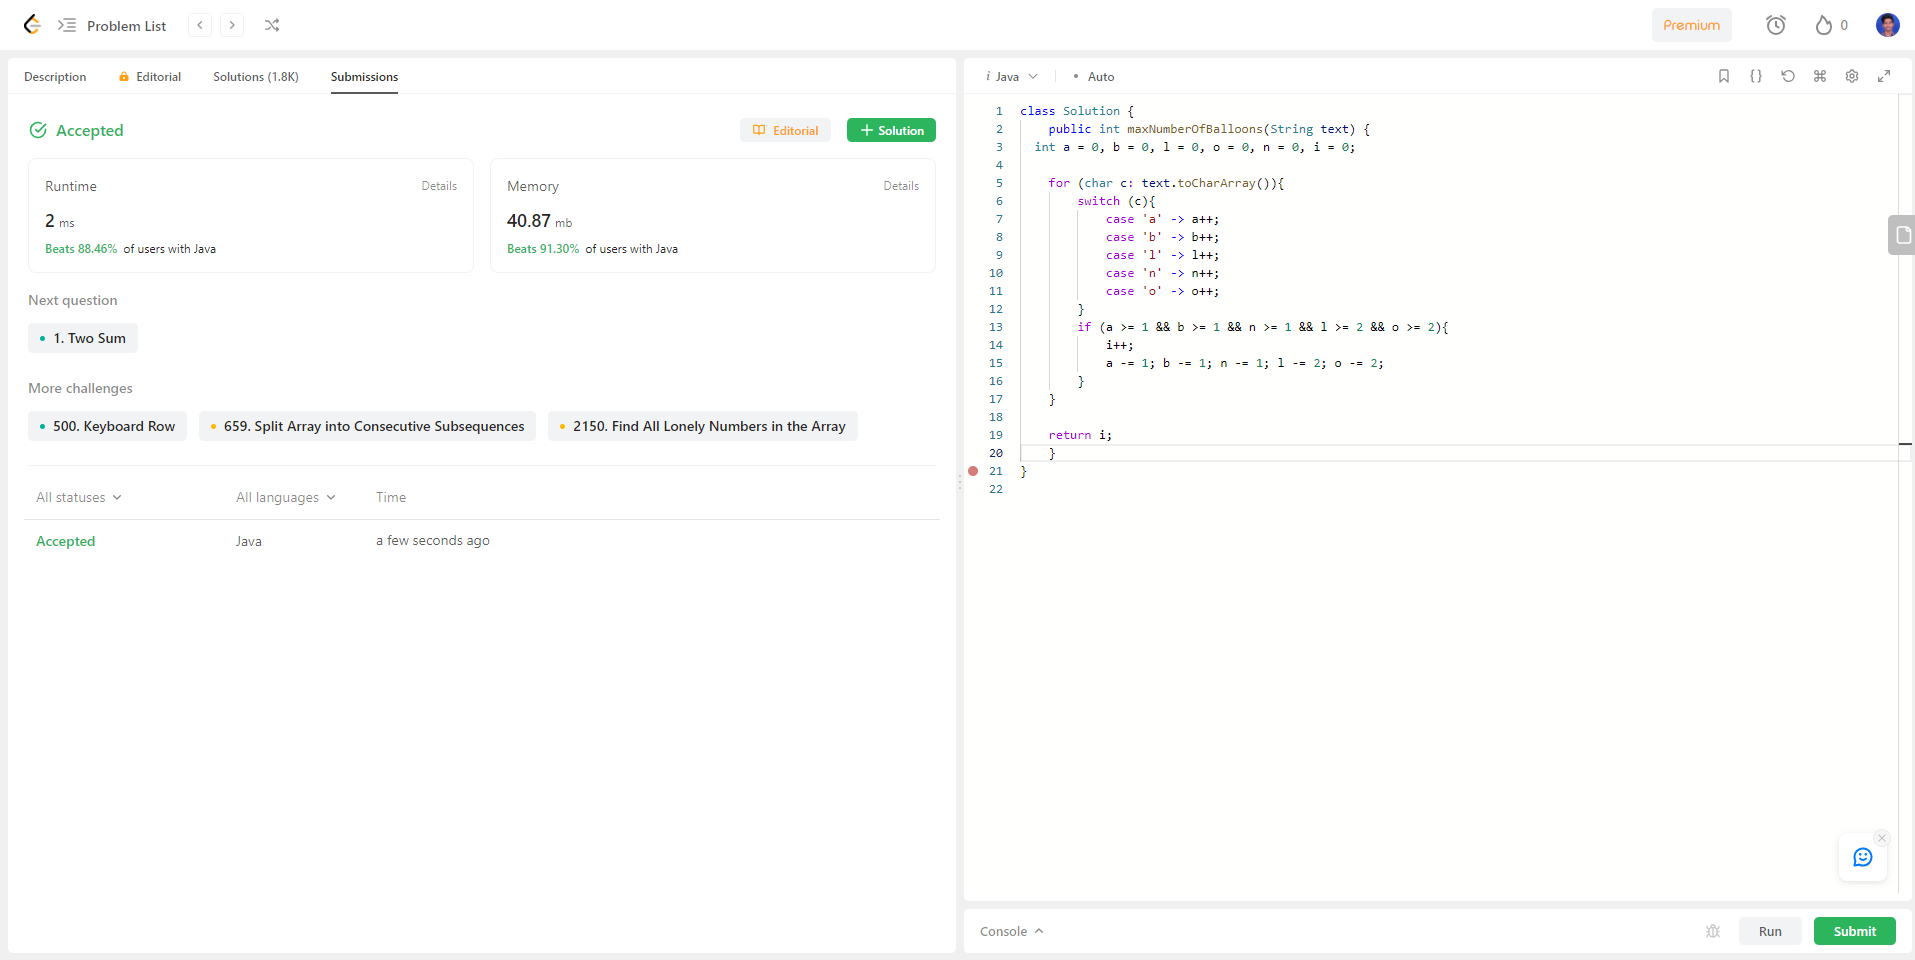 Problem List
Premium
0
Description Editorial Solutions (1.8K) Submissions
Accepted
Editorial
Solution
Runtime Details
2 ms
Beats 88.46% of users with Java
Memory Details
40.87 mb
Beats 91.30% of users with Java
Next question
1. Two Sum
More challenges
500. Keyboard Row
659. Split Array into Consecutive Subsequences
2150. Find All Lonely Numbers in the Array
All statuses All languages Time
Accepted Java a few seconds ago
i Java • Auto
1 class Solution {
2     public int maxNumberOfBalloons(String text) {
3   int a = 0, b = 0, l = 0, o = 0, n = 0, i = 0;
4
5     for (char c: text.toCharArray()){
6         switch (c){
7             case 'a' -> a++;
8             case 'b' -> b++;
9             case 'l' -> l++;
10             case 'n' -> n++;
11             case 'o' -> o++;
12         }
13         if (a >= 1 && b >= 1 && n >= 1 && l >= 2 && o >= 2){
14             i++;
15             a -= 1; b -= 1; n -= 1; l -= 2; o -= 2;
16         }
17     }
18
19     return i;
20     }
21 }
22
Console
Run
Submit